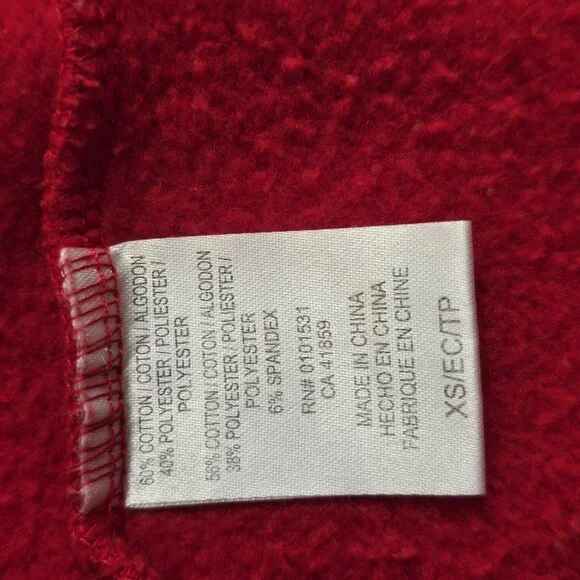 60% COTTON / COTON / ALGODON
40% POLYESTER / POLIESTER /
POLYESTER
56% COTTON / COTON / ALGODON
38% POLYESTER / POLIESTER /
POLYESTER
6% SPANDEX
RN# 0101531
CA 41859
MADE IN CHINA
HECHO EN CHINA
FABRIQUE EN CHINE
XS/EC/TP